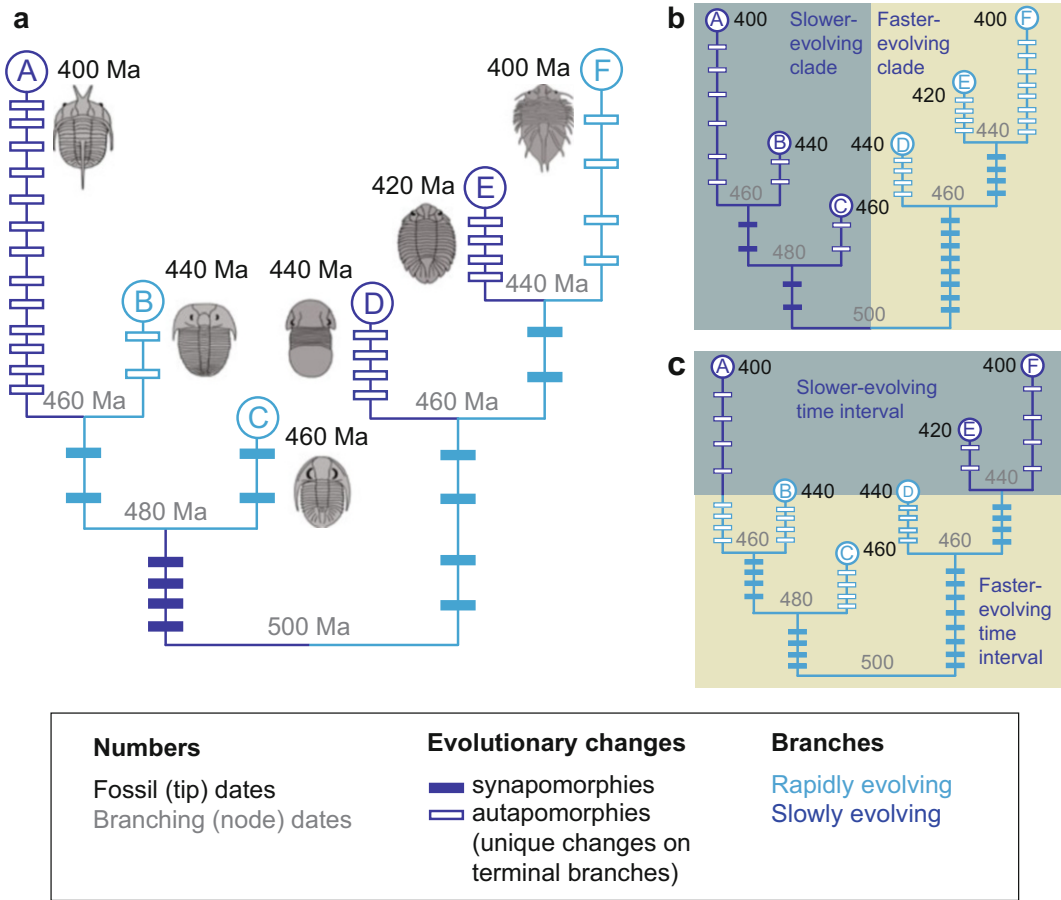 a
A
400 Ma
400 Ma
F
420 Ma
E
440 Ma
440 Ma
B
D
440 Ma
460 Ma
C
460 Ma
460 Ma
480 Ma
500 Ma
b
A
400
Slower-
evolving
clade
Faster-
evolving
clade
400
F
E
420
B
440
440
D
440
460
C
460
460
480
500
c
A
400
Slower-evolving
time interval
400
F
420
E
B
440
440
D
440
460
C
460
460
480
500
Faster-
evolving
time
interval
Numbers
Fossil (tip) dates
Branching (node) dates
Evolutionary changes
synapomorphies
autapomorphies
(unique changes on
terminal branches)
Branches
Rapidly evolving
Slowly evolving